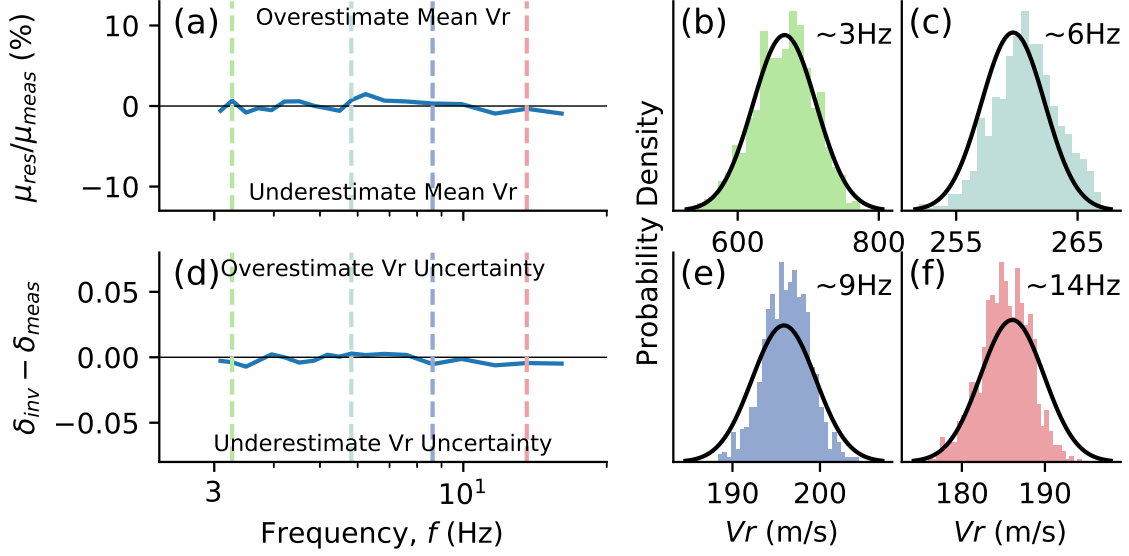 (a)
Overestimate Mean Vr
10
0
−10
μres/μmeas (%)
Underestimate Mean Vr
(b)
~3Hz
600
800
(c)
~6Hz
255
265
Probability Density
(d)
Overestimate Vr Uncertainty
0.05
0.00
−0.05
δinv − δmeas
Underestimate Vr Uncertainty
3
10¹
Frequency, f (Hz)
(e)
~9Hz
190
200
Vr (m/s)
(f)
~14Hz
180
190
Vr (m/s)